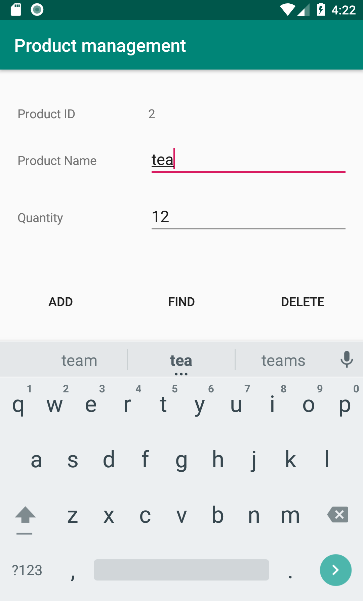 4:22
Product management
Product ID 2
Product Name tea
Quantity 12
ADD FIND DELETE
team tea teams
1 2 3 4 5 6 7 8 9 0
q w e r t y u i o p
a s d f g h j k l
z x c v b n m
?123 , .